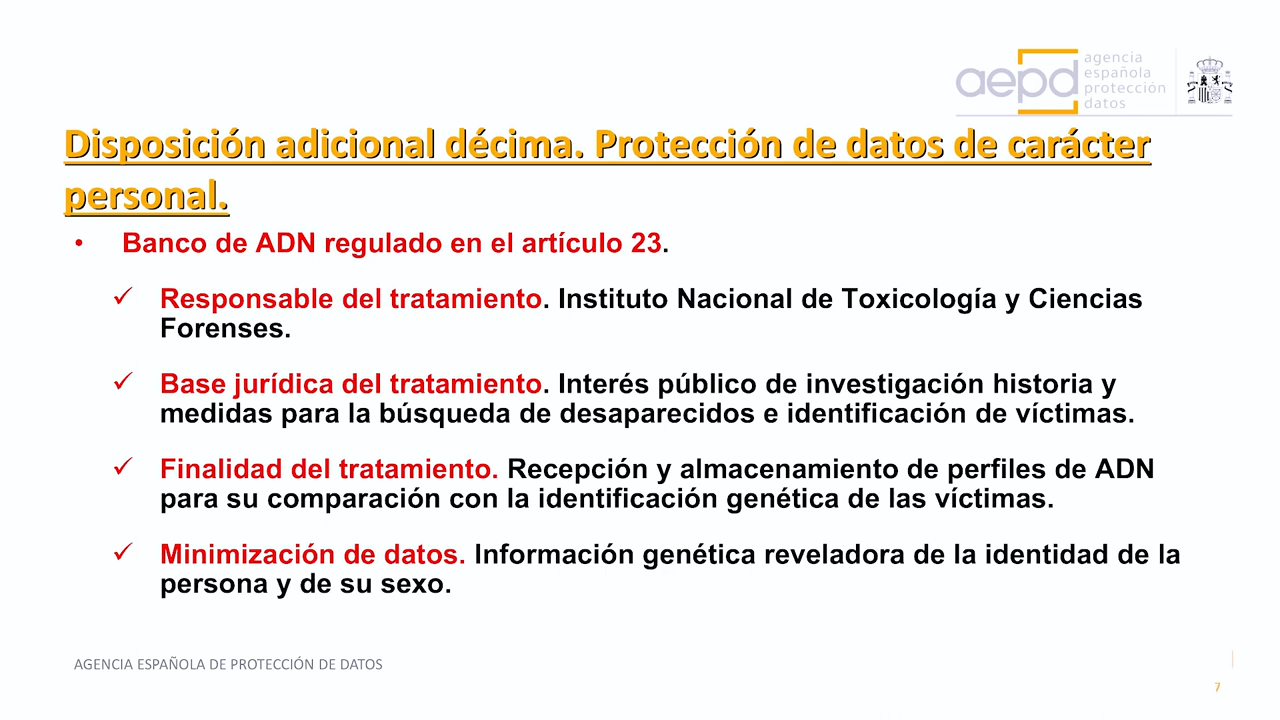 aepd
agencia
española
protección
datos
Disposición adicional décima. Protección de datos de carácter
personal.
• Banco de ADN regulado en el artículo 23.
✓ Responsable del tratamiento. Instituto Nacional de Toxicología y Ciencias
Forenses.
✓ Base jurídica del tratamiento. Interés público de investigación historia y
medidas para la búsqueda de desaparecidos e identificación de víctimas.
✓ Finalidad del tratamiento. Recepción y almacenamiento de perfiles de ADN
para su comparación con la identificación genética de las víctimas.
✓ Minimización de datos. Información genética reveladora de la identidad de la
persona y de su sexo.
AGENCIA ESPAÑOLA DE PROTECCIÓN DE DATOS
7